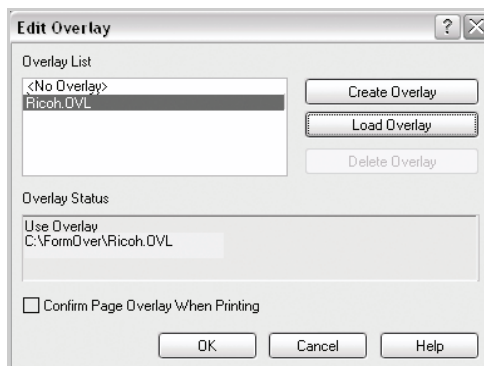 Edit Overlay
Overlay List
<No Overlay>
Ricoh.OVL
Create Overlay
Load Overlay
Delete Overlay
Overlay Status
Use Overlay
C:\FormOver\Ricoh.OVL
Confirm Page Overlay When Printing
OK
Cancel
Help